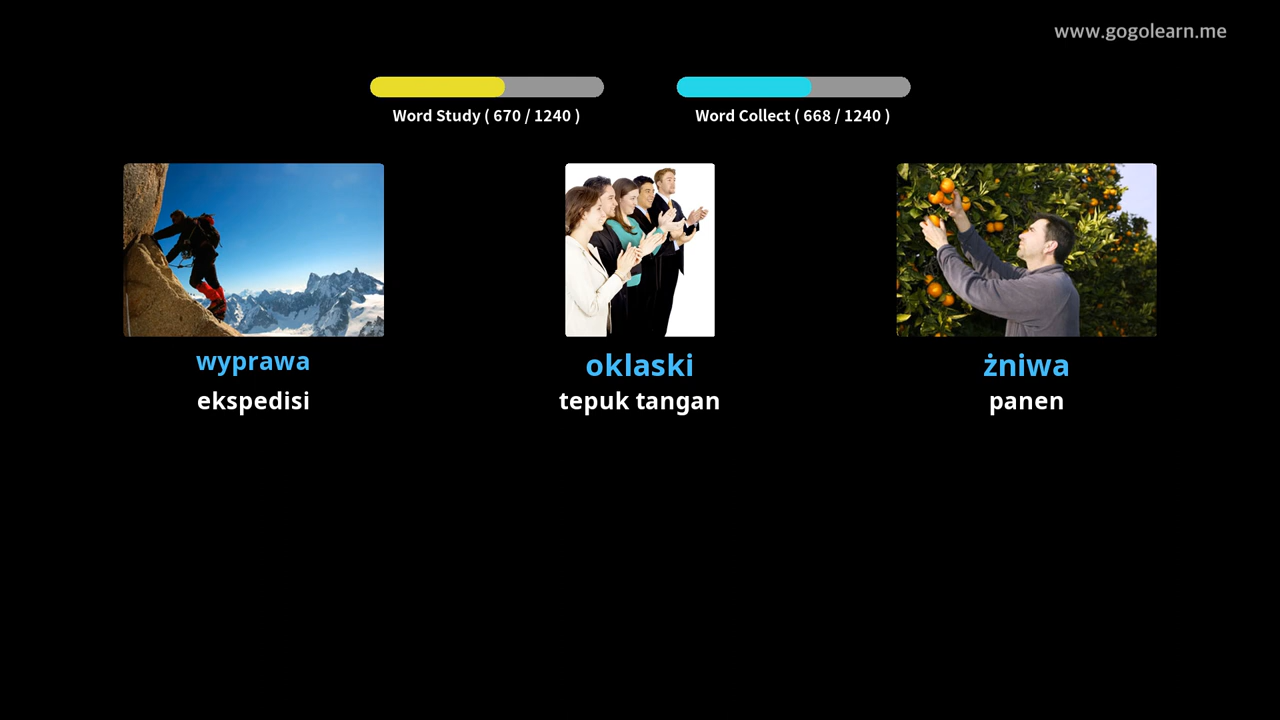 www.gogolearn.me
Word Study ( 670 / 1240 )
Word Collect ( 668 / 1240 )
wyprawa
ekspedisi
oklaski
tepuk tangan
żniwa
panen